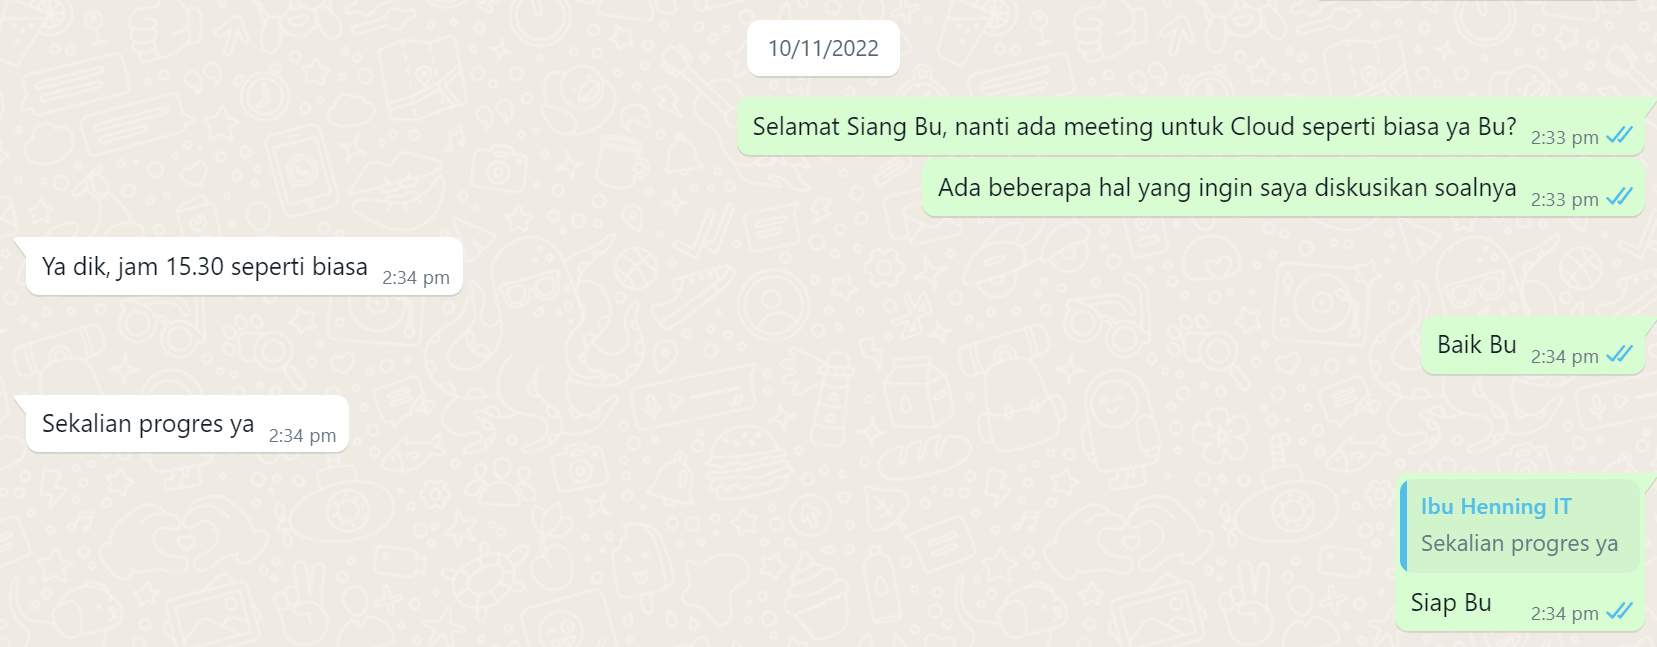 10/11/2022
Selamat Siang Bu, nanti ada meeting untuk Cloud seperti biasa ya Bu? 2:33 pm
Ada beberapa hal yang ingin saya diskusikan soalnya 2:33 pm
Ya dik, jam 15.30 seperti biasa 2:34 pm
Baik Bu 2:34 pm
Sekalian progres ya 2:34 pm
Ibu Henning IT
Sekalian progres ya
Siap Bu 2:34 pm